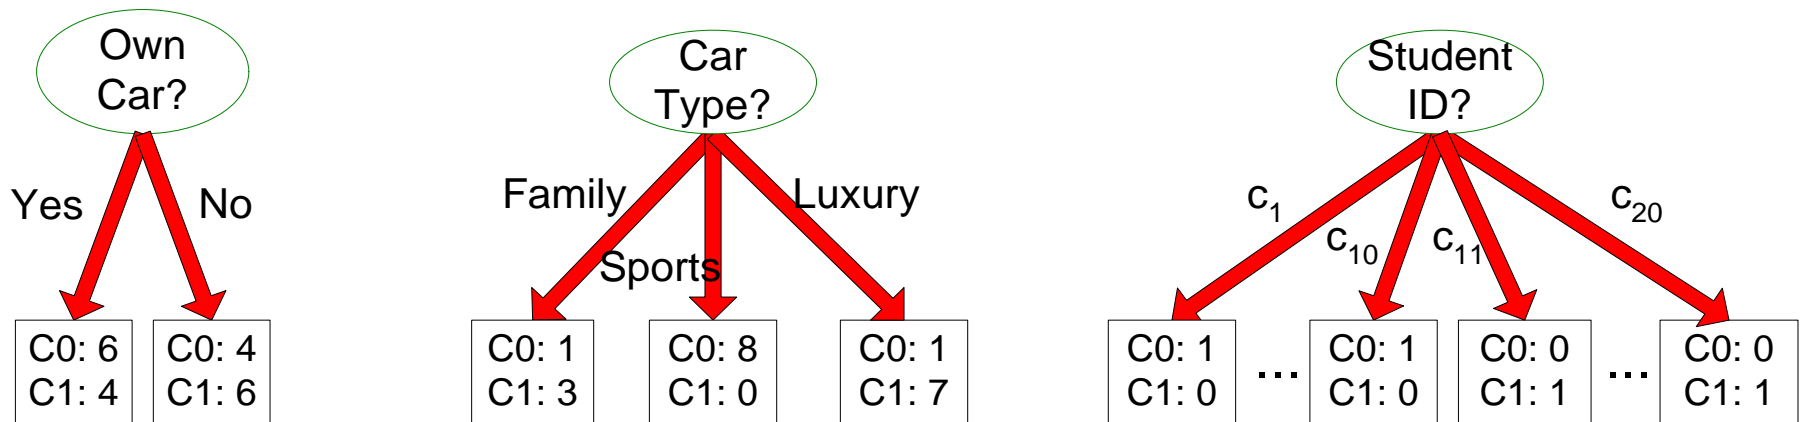 Own
Car?
Yes
No
C0: 6
C1: 4
C0: 4
C1: 6
Car
Type?
Family
Sports
Luxury
C0: 1
C1: 3
C0: 8
C1: 0
C0: 1
C1: 7
Student
ID?
c1
c10
c11
c20
C0: 1
C1: 0
...
C0: 1
C1: 0
C0: 0
C1: 1
...
C0: 0
C1: 1